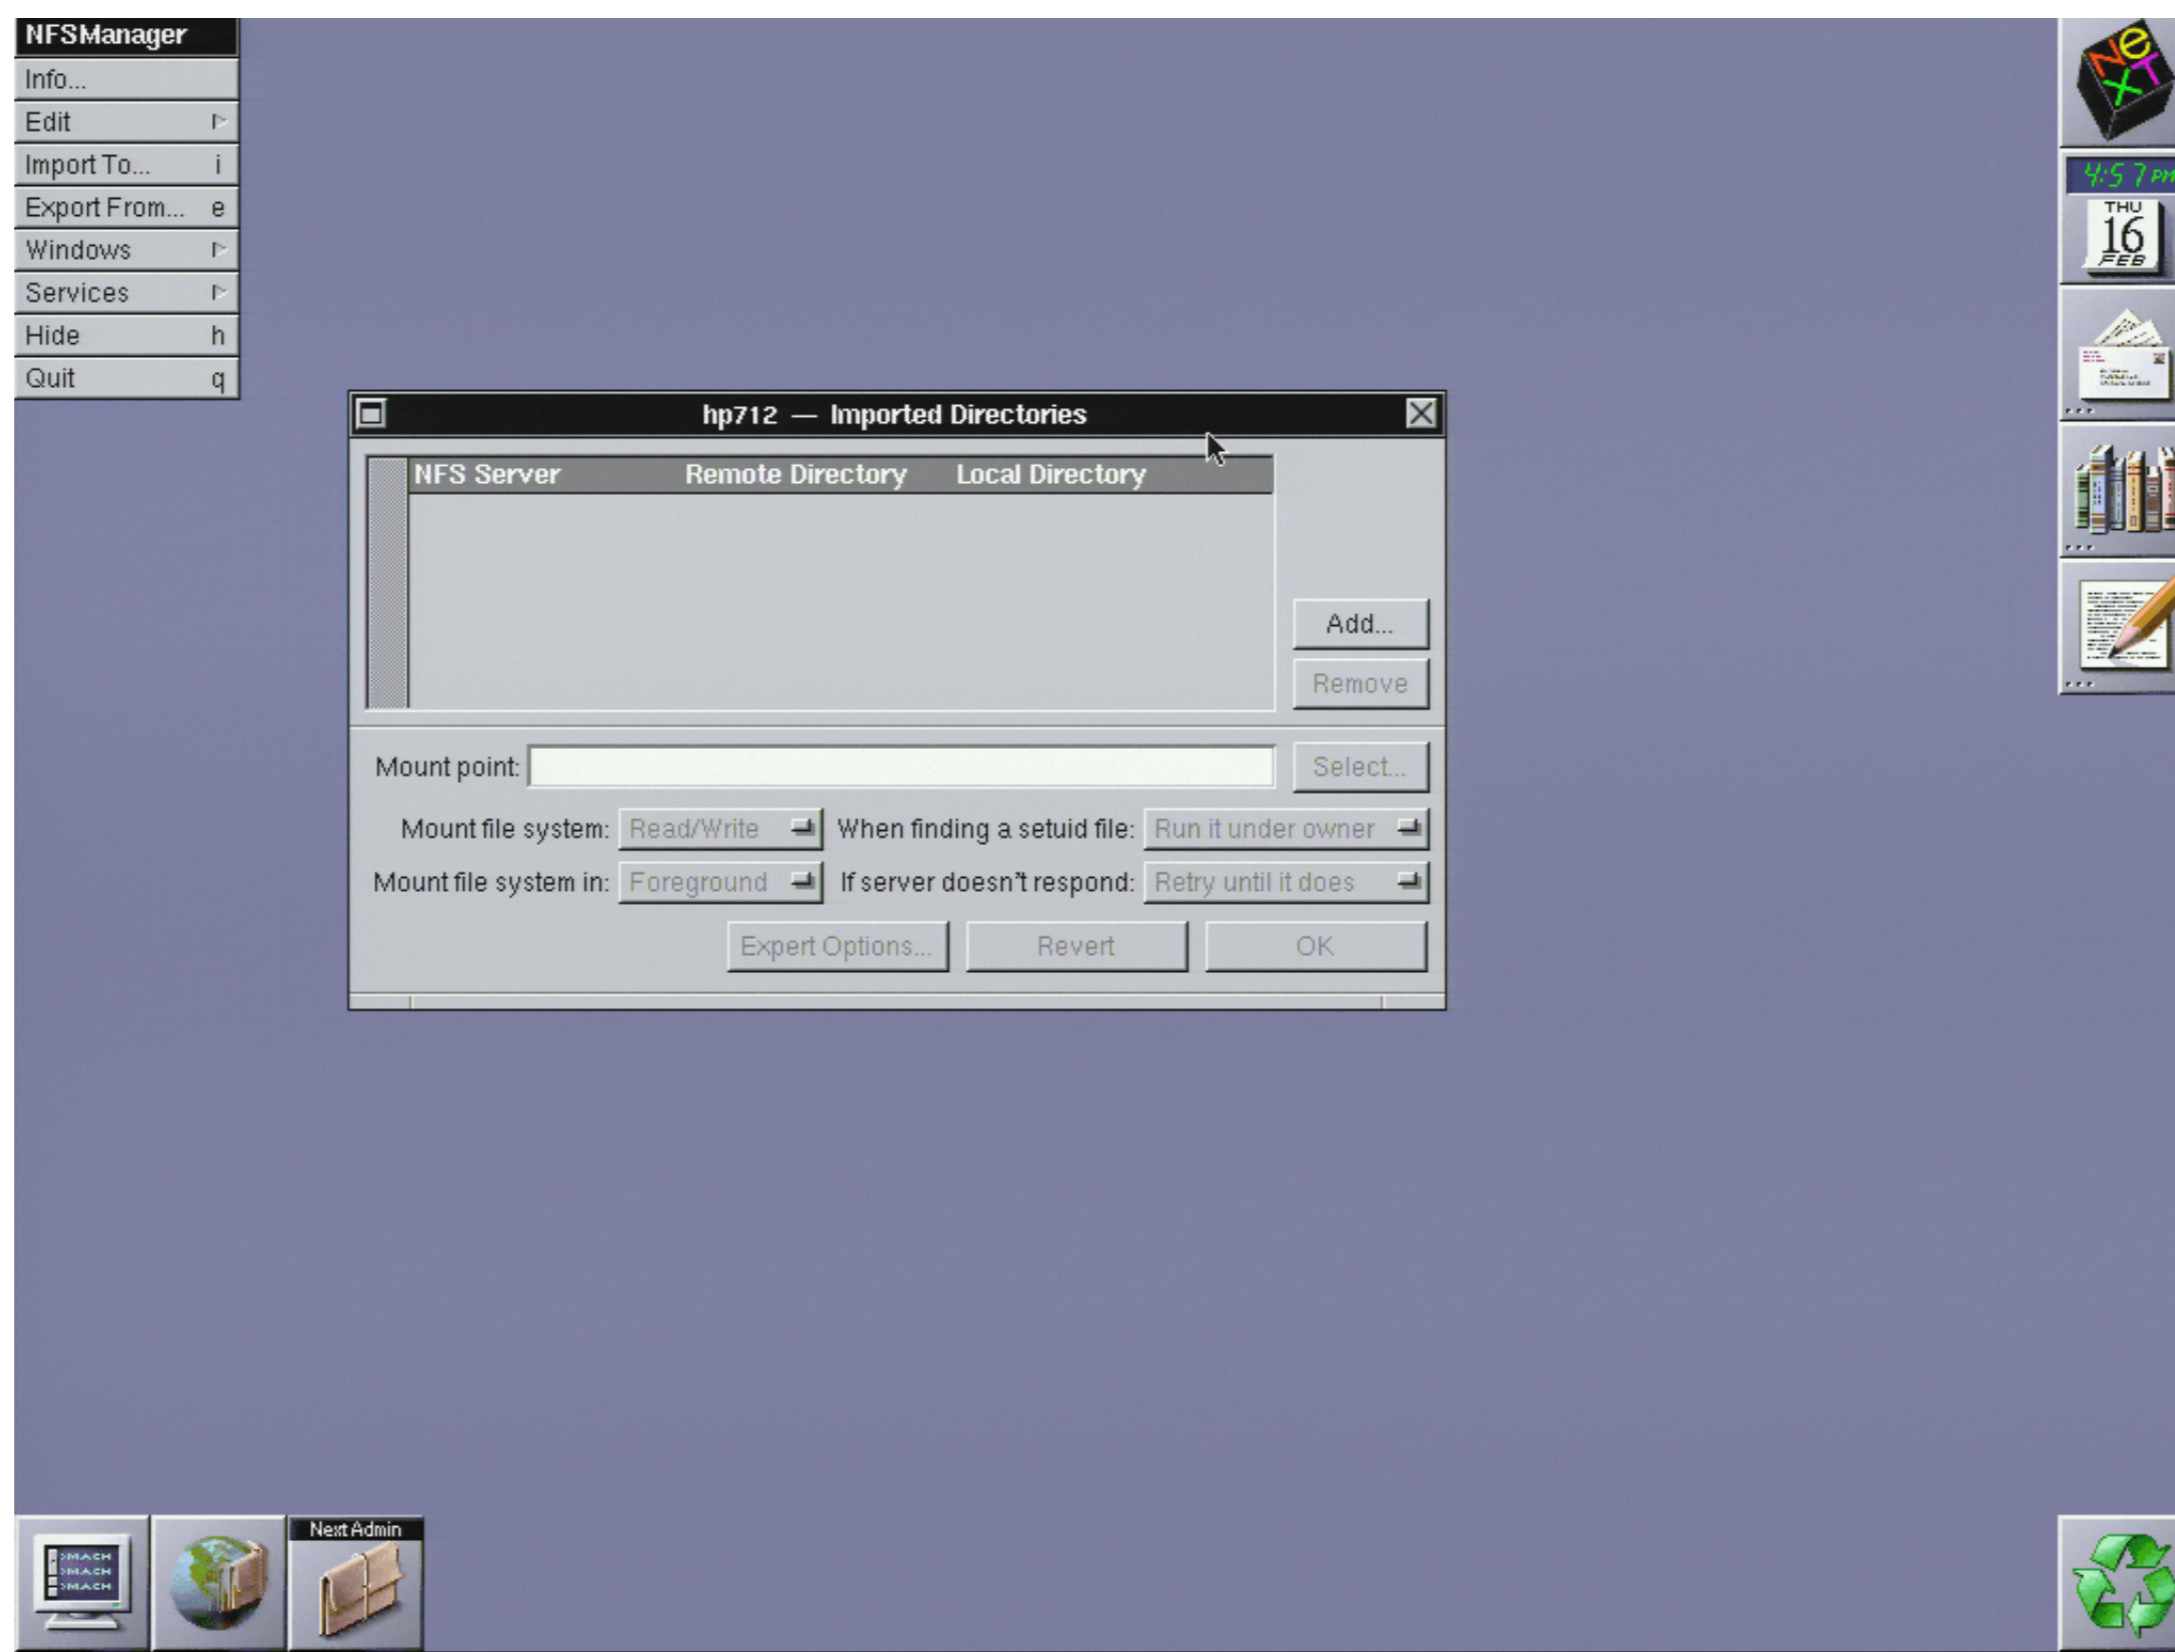 NFSManager
Info...
Edit
Import To... i
Export From... e
Windows
Services
Hide h
Quit q
NeXT
4:57 PM
THU
16
FEB
hp712 — Imported Directories
NFS Server Remote Directory Local Directory
Add...
Remove
Mount point:
Select...
Mount file system: Read/Write When finding a setuid file: Run it under owner
Mount file system in: Foreground If server doesn't respond: Retry until it does
Expert Options... Revert OK
>MACH
>MACH
>MACH
Next Admin